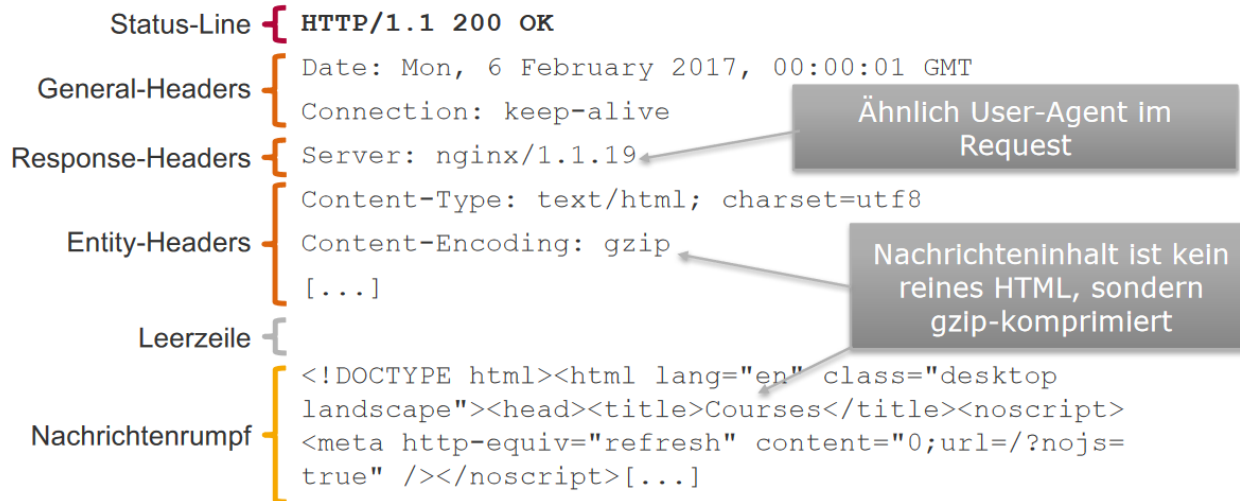 Status-Line
HTTP/1.1 200 OK
General-Headers
Date: Mon, 6 February 2017, 00:00:01 GMT
Connection: keep-alive
Ähnlich User-Agent im
Request
Response-Headers
Server: nginx/1.1.19
Entity-Headers
Content-Type: text/html; charset=utf8
Content-Encoding: gzip
[...]
Nachrichteninhalt ist kein
reines HTML, sondern
gzip-komprimiert
Leerzeile
Nachrichtenrumpf
<!DOCTYPE html><html lang="en" class="desktop
landscape"><head><title>Courses</title><noscript>
<meta http-equiv="refresh" content="0;url=/?nojs=
true" /></noscript>[...]